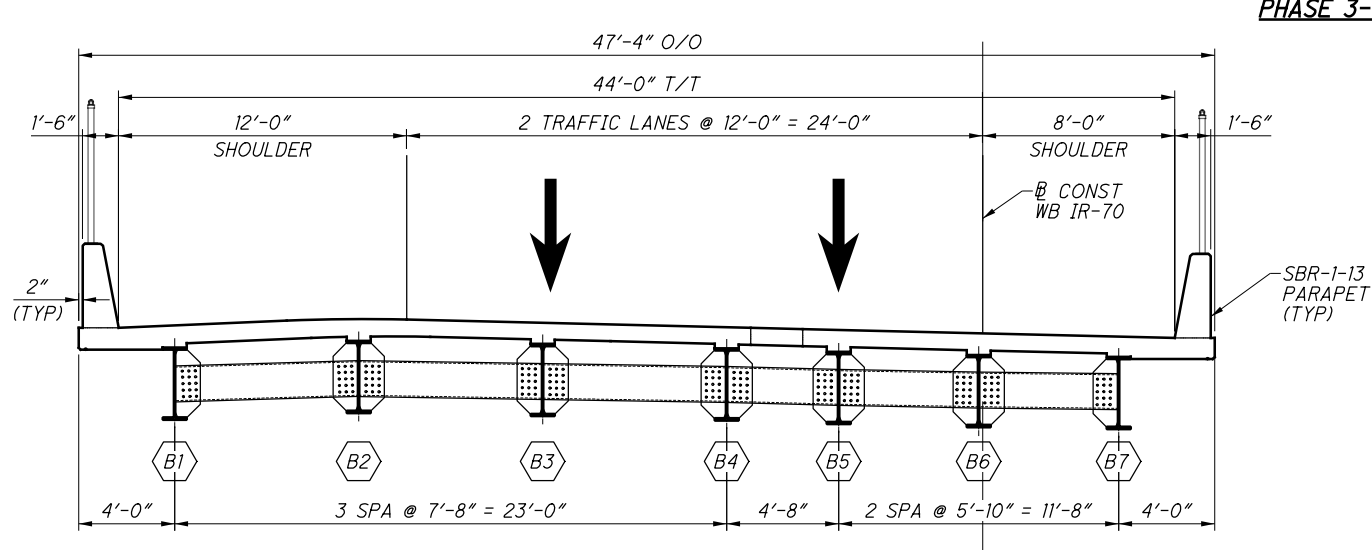 PHASE 3-
47'-4" O/O
44'-0" T/T
1'-6"
12'-0"
SHOULDER
2 TRAFFIC LANES @ 12'-0" = 24'-0"
8'-0"
SHOULDER
1'-6"
℄ CONST
WB IR-70
2"
(TYP)
SBR-1-13
PARAPET
(TYP)
B1
B2
B3
B4
B5
B6
B7
4'-0"
3 SPA @ 7'-8" = 23'-0"
4'-8"
2 SPA @ 5'-10" = 11'-8"
4'-0"